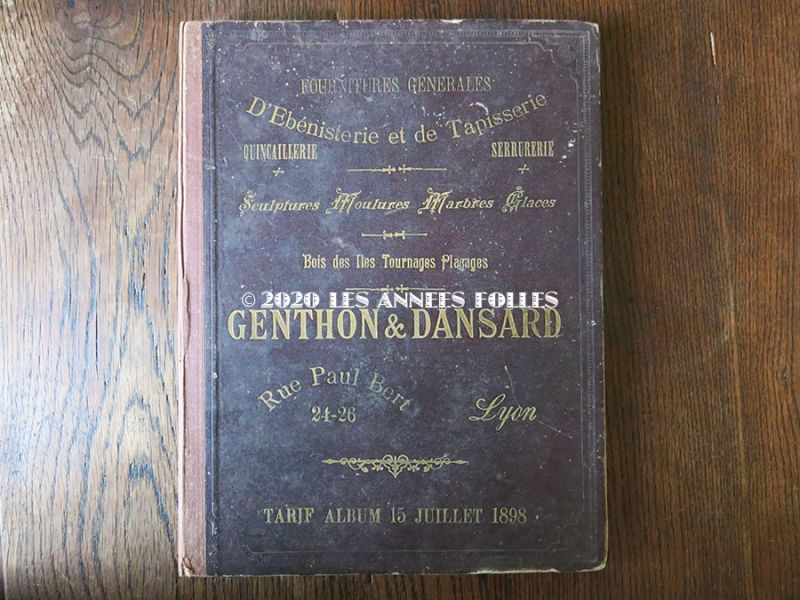 FOURNITURES GENERALES
D'Ebénisterie et de Tapisserie
QUINCAILLERIE SERRURERIE
Sculptures Moulures Marbres Glaces
Bois des Iles Tournages Plagages
© 2020 LES ANNEES FOLLES
GENTHON & DANSARD
Rue Paul Bert
24-26 Lyon
TARIF ALBUM 15 JUILLET 1898